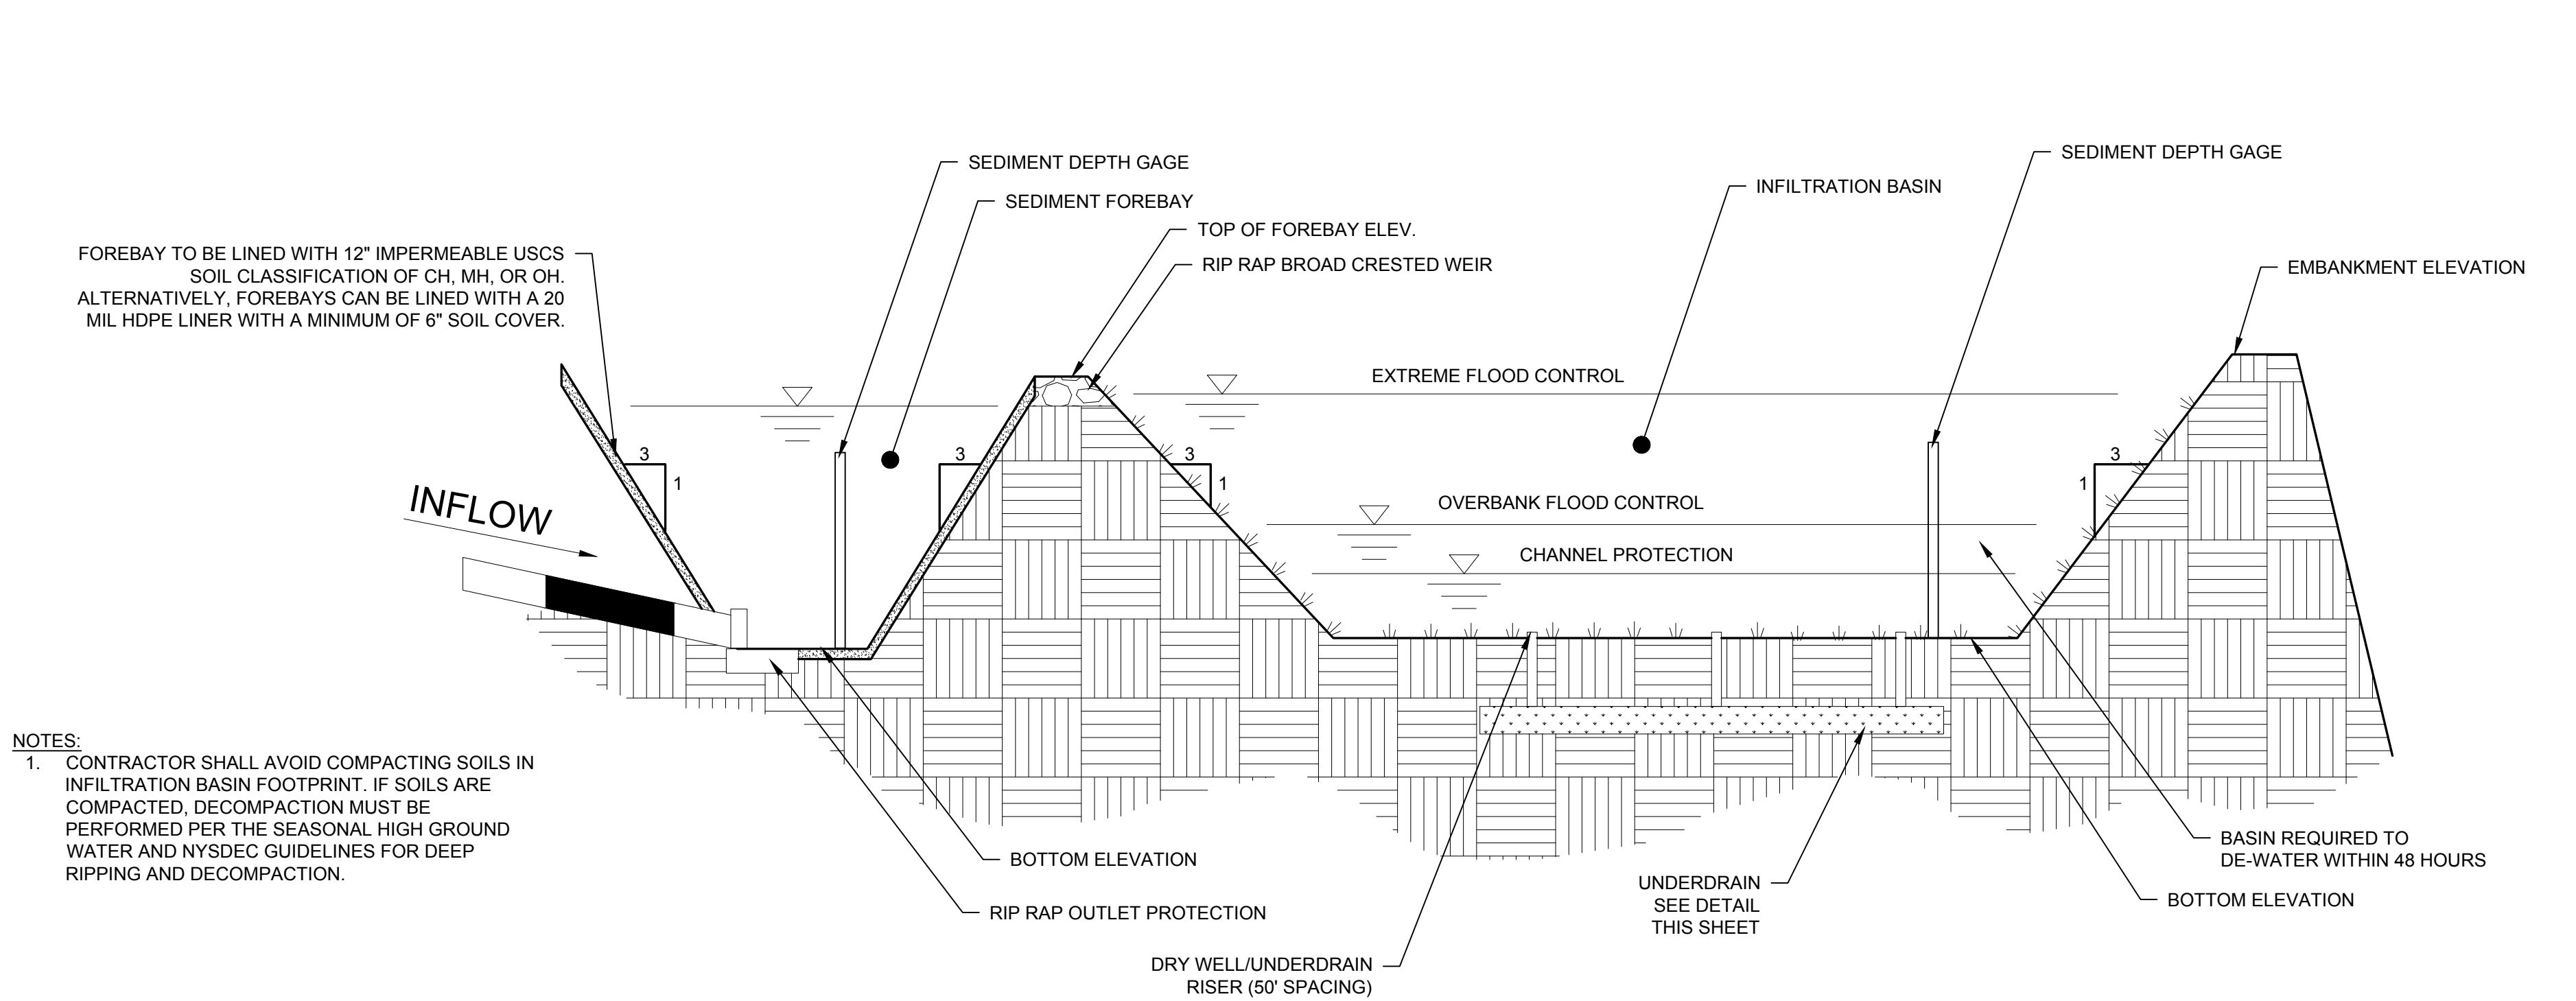 SEDIMENT DEPTH GAGE
SEDIMENT FOREBAY
TOP OF FOREBAY ELEV.
RIP RAP BROAD CRESTED WEIR
SEDIMENT DEPTH GAGE
INFILTRATION BASIN
EMBANKMENT ELEVATION
FOREBAY TO BE LINED WITH 12" IMPERMEABLE USCS
SOIL CLASSIFICATION OF CH, MH, OR OH.
ALTERNATIVELY, FOREBAYS CAN BE LINED WITH A 20
MIL HDPE LINER WITH A MINIMUM OF 6" SOIL COVER.
EXTREME FLOOD CONTROL
3
1
3
3
1
3
1
INFLOW
OVERBANK FLOOD CONTROL
CHANNEL PROTECTION
NOTES:
1. CONTRACTOR SHALL AVOID COMPACTING SOILS IN
INFILTRATION BASIN FOOTPRINT. IF SOILS ARE
COMPACTED, DECOMPACTION MUST BE
PERFORMED PER THE SEASONAL HIGH GROUND
WATER AND NYSDEC GUIDELINES FOR DEEP
RIPPING AND DECOMPACTION.
BOTTOM ELEVATION
RIP RAP OUTLET PROTECTION
DRY WELL/UNDERDRAIN
RISER (50' SPACING)
UNDERDRAIN
SEE DETAIL
THIS SHEET
BASIN REQUIRED TO
DE-WATER WITHIN 48 HOURS
BOTTOM ELEVATION